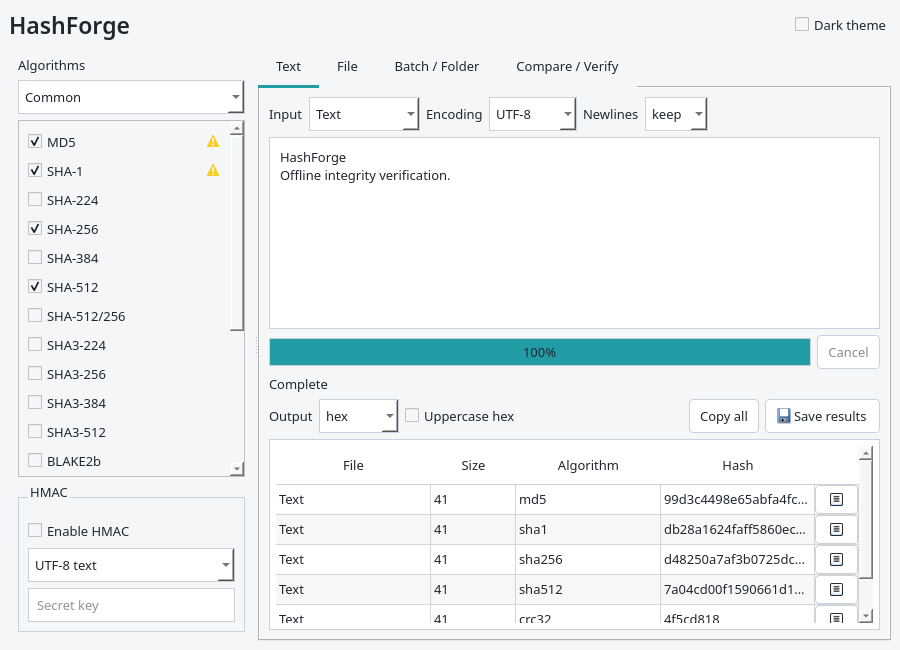 HashForge
Dark theme
Algorithms
Common
MD5
SHA-1
SHA-224
SHA-256
SHA-384
SHA-512
SHA-512/256
SHA3-224
SHA3-256
SHA3-384
SHA3-512
BLAKE2b
HMAC
Enable HMAC
UTF-8 text
Secret key
Text File Batch / Folder Compare / Verify
Input Text Encoding UTF-8 Newlines keep
HashForge
Offline integrity verification.
100% Cancel
Complete
Output hex Uppercase hex Copy all Save results
File Size Algorithm Hash
Text 41 md5 99d3c4498e65abfa4fc...
Text 41 sha1 db28a1624faff5860ec...
Text 41 sha256 d48250a7af3b0725dc...
Text 41 sha512 7a04cd00f1590661d1...
Text 41 crc32 4f5cd818